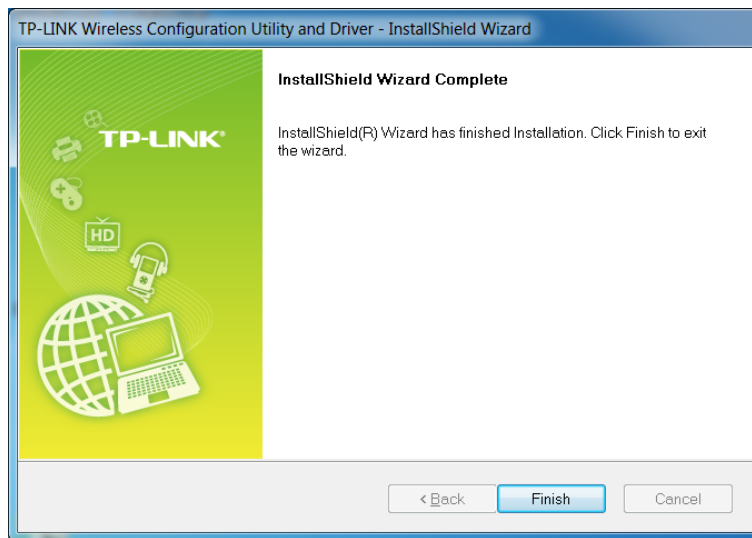 TP-LINK Wireless Configuration Utility and Driver - InstallShield Wizard
TP-LINK®
HD
InstallShield Wizard Complete
InstallShield(R) Wizard has finished Installation. Click Finish to exit
the wizard.
< Back
Finish
Cancel